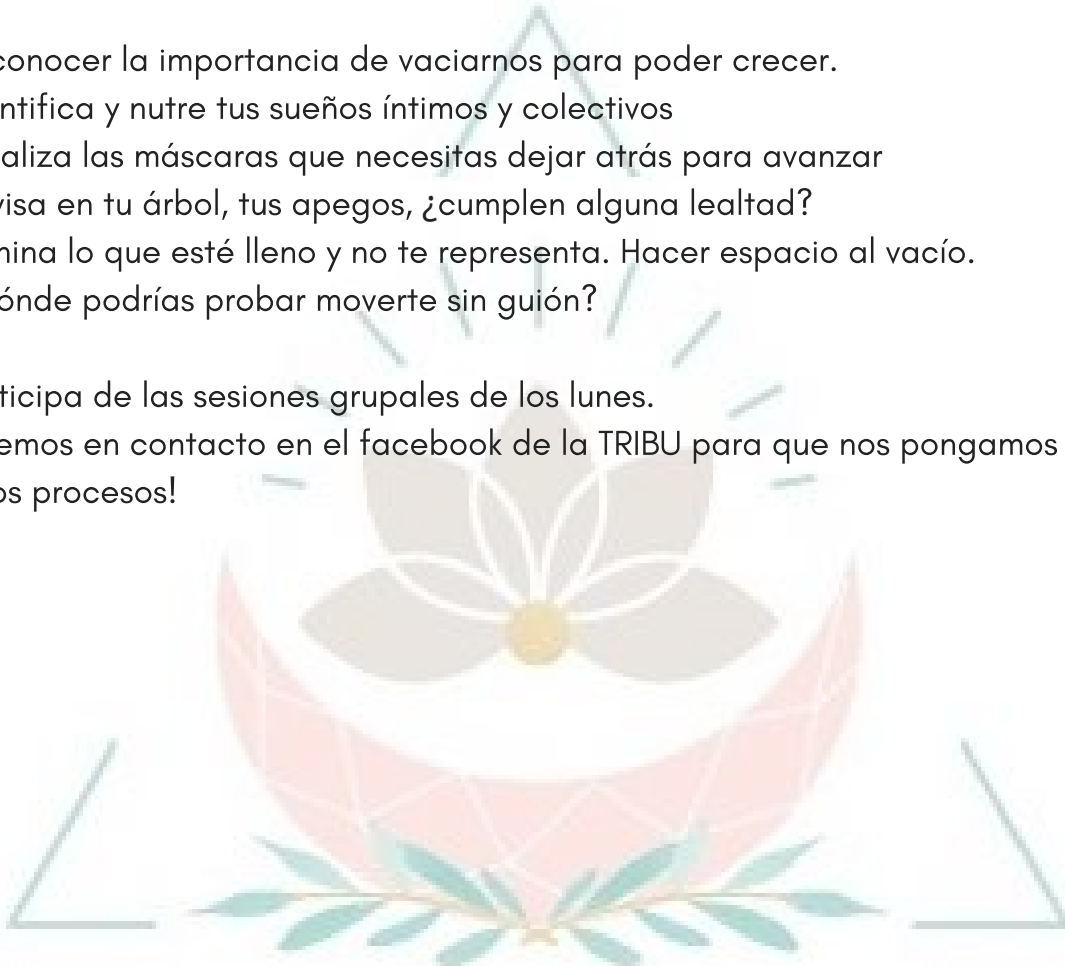 conocer la importancia de vaciarnos para poder crecer.
ntifica y nutre tus sueños íntimos y colectivos
aliza las máscaras que necesitas dejar atrás para avanzar
visa en tu árbol, tus apegos, ¿cumplen alguna lealtad?
mina lo que esté lleno y no te representa. Hacer espacio al vacío.
ónde podrías probar moverte sin guión?
ticipa de las sesiones grupales de los lunes.
emos en contacto en el facebook de la TRIBU para que nos pongamos
os procesos!